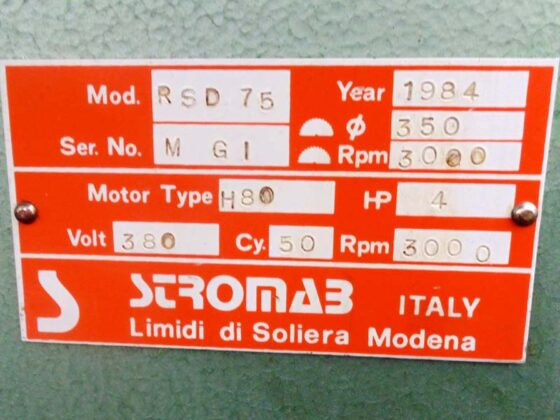 Mod. RSD 75 Year 1984
ϕ 350
Ser. No. M GI Rpm 3000
Motor Type H80 HP 4
Volt 380 Cy. 50 Rpm 3000
STROMAB ITALY
Limidi di Soliera Modena